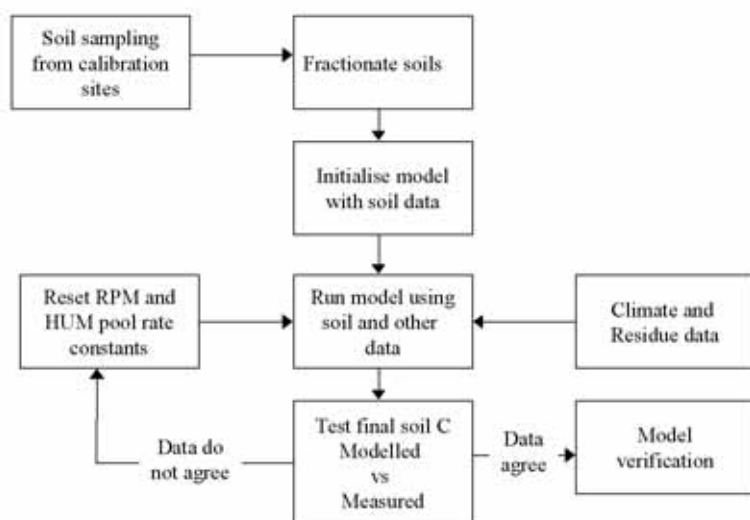 Soil sampling
from calibration
sites
Fractionate soils
Initialise model
with soil data
Reset RPM and
HUM pool rate
constants
Run model using
soil and other
data
Climate and
Residue data
Data do
not agree
Test final soil C
Modelled
vs
Measured
Data
agree
Model
verification